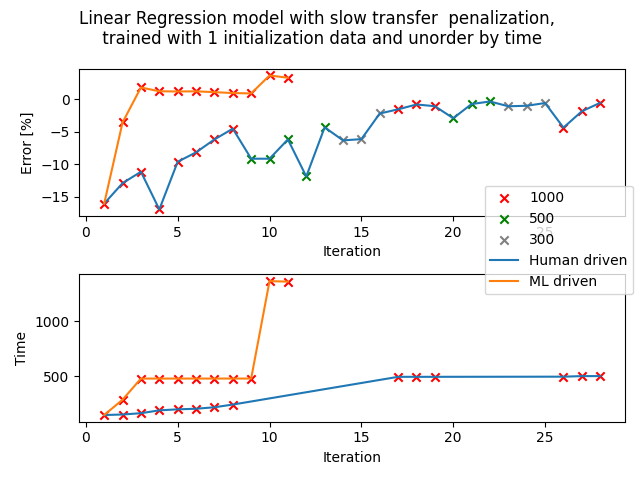 Linear Regression model with slow transfer  penalization,
trained with 1 initialization data and unorder by time
Error [%]
0
−5
−10
−15
0
5
10
15
20
25
Iteration
1000
500
300
Human driven
ML driven
Time
1000
500
0
5
10
15
20
25
Iteration